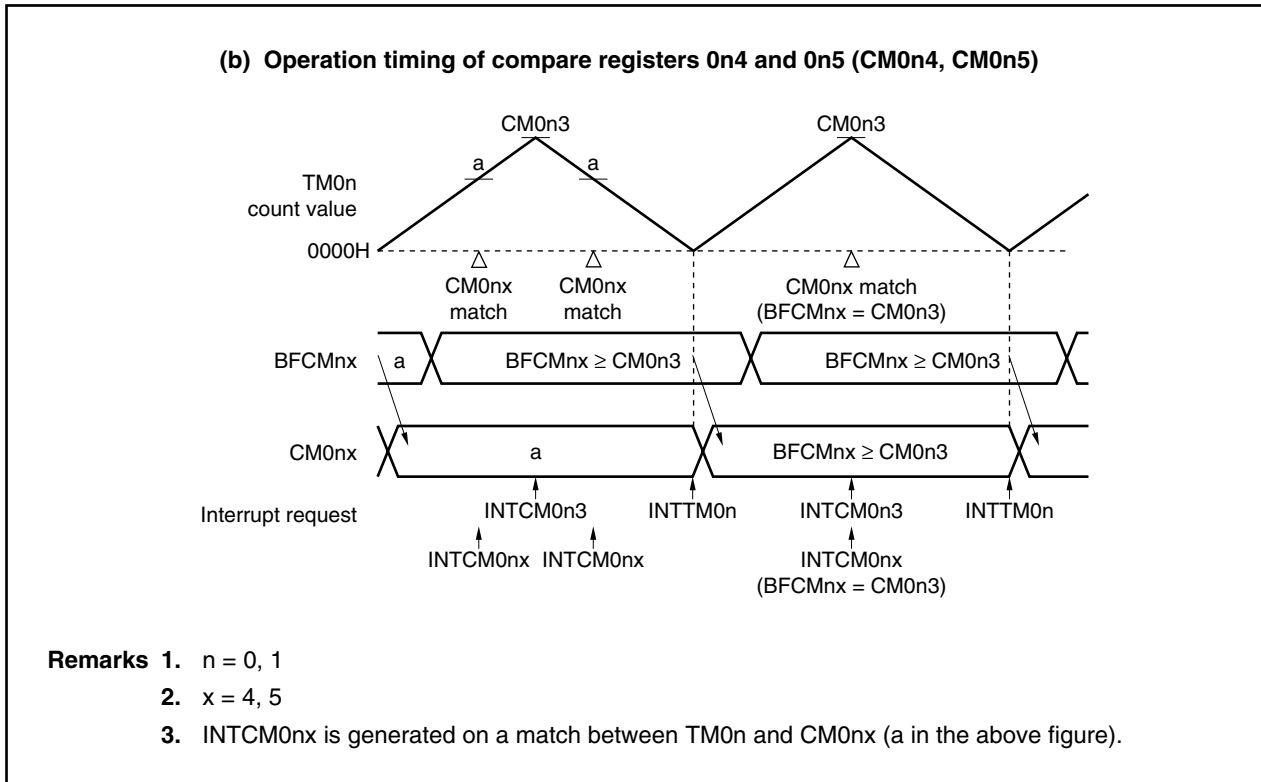 (b) Operation timing of compare registers 0n4 and 0n5 (CM0n4, CM0n5)
CM0n3 CM0n3
a a
TM0n
count value
0000H
CM0nx
match
CM0nx
match
CM0nx match
(BFCMnx = CM0n3)
BFCMnx a BFCMnx ≥ CM0n3 BFCMnx ≥ CM0n3
CM0nx a BFCMnx ≥ CM0n3
Interrupt request INTCM0n3 INTTM0n INTCM0n3 INTTM0n
INTCM0nx INTCM0nx INTCM0nx
(BFCMnx = CM0n3)
Remarks 1. n = 0, 1
2. x = 4, 5
3. INTCM0nx is generated on a match between TM0n and CM0nx (a in the above figure).